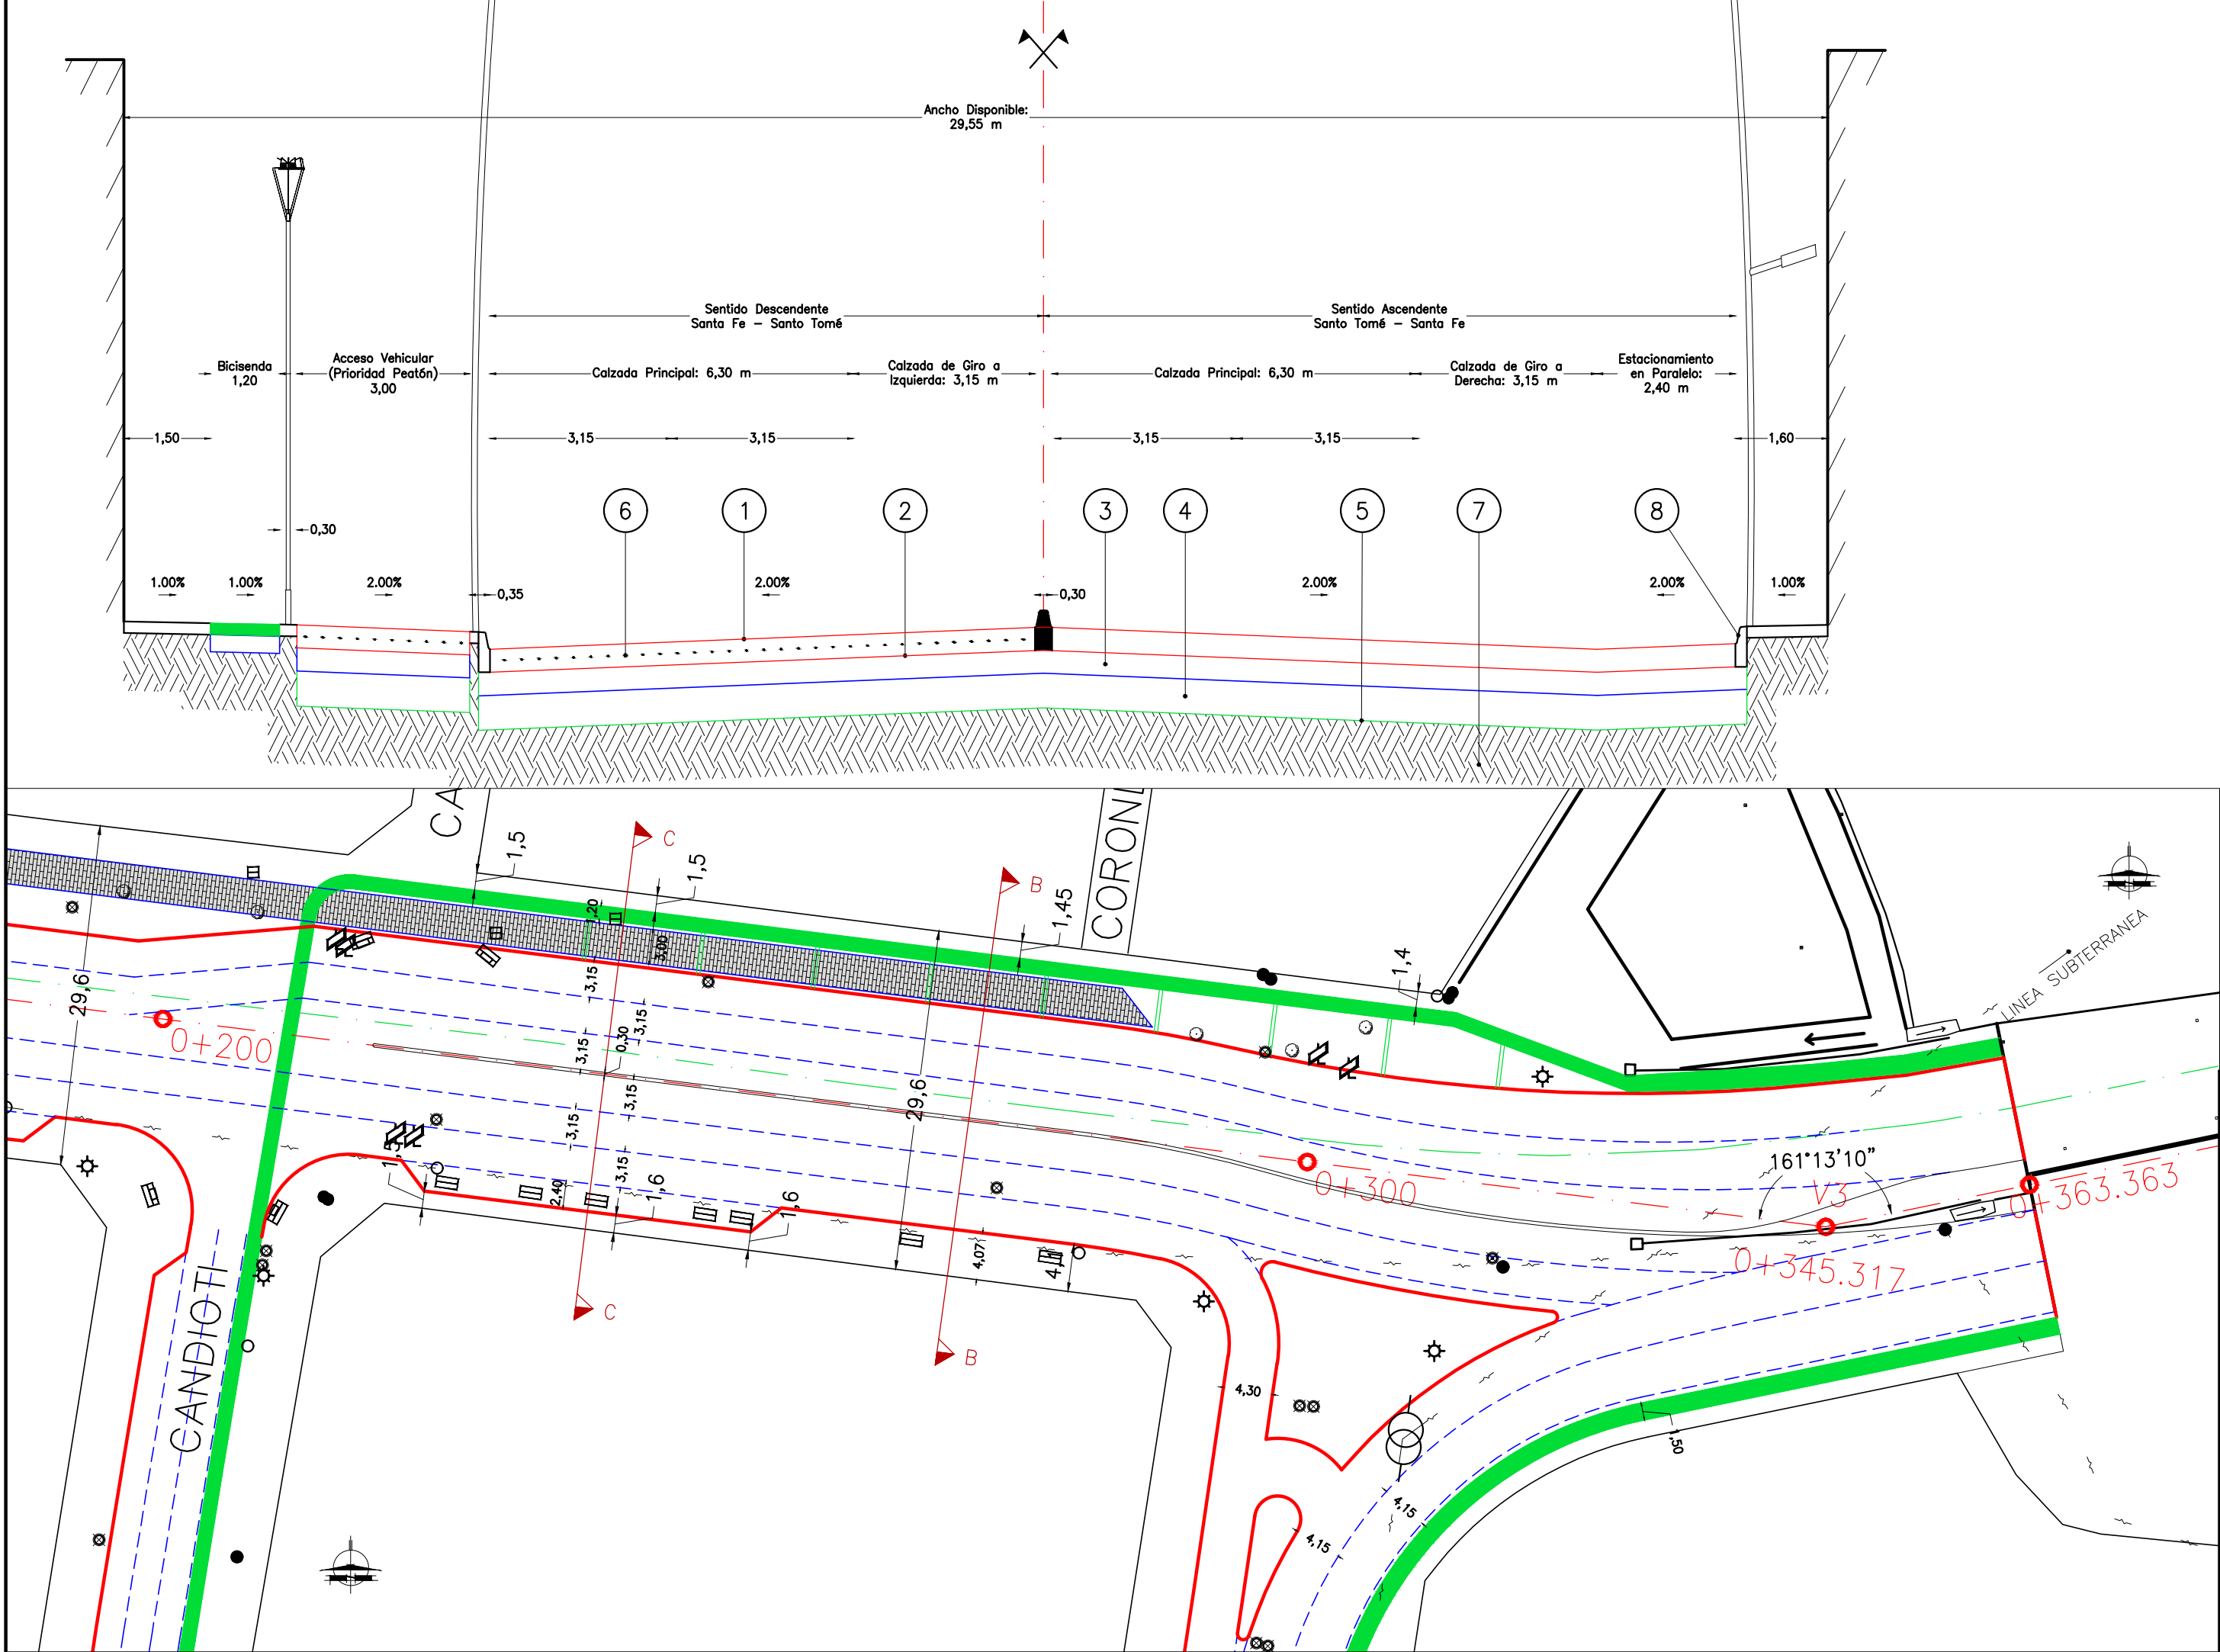 Ancho Disponible:
29,55 m
Sentido Descendente
Santa Fe – Santo Tomé
Sentido Ascendente
Santo Tomé – Santa Fe
Bicisenda
1,20
Acceso Vehicular
(Prioridad Peatón)
3,00
Calzada Principal: 6,30 m
Calzada de Giro a
Izquierda: 3,15 m
Calzada Principal: 6,30 m
Calzada de Giro a
Derecha: 3,15 m
Estacionamiento
en Paralelo:
2,40 m
1,50
3,15
3,15
3,15
3,15
1,60
6
1
2
3
4
5
7
8
0,30
1.00%
1.00%
2.00%
0,35
2.00%
0,30
2.00%
2.00%
1.00%
CA
CORONL
1,5
C
1,5
B
1,45
1,4
1,20
3,00
29,6
3,15
3,15
0,30
3,15
3,15
3,15
3,15
2,40
29,6
0+200
LINEA SUBTERRANEA
161°13'10"
V3
0+300
0+363.363
0+345.317
1,5
1,6
1,6
4,07
4,1
C
B
CANDIOTI
4,30
4,15
4,15
1,50